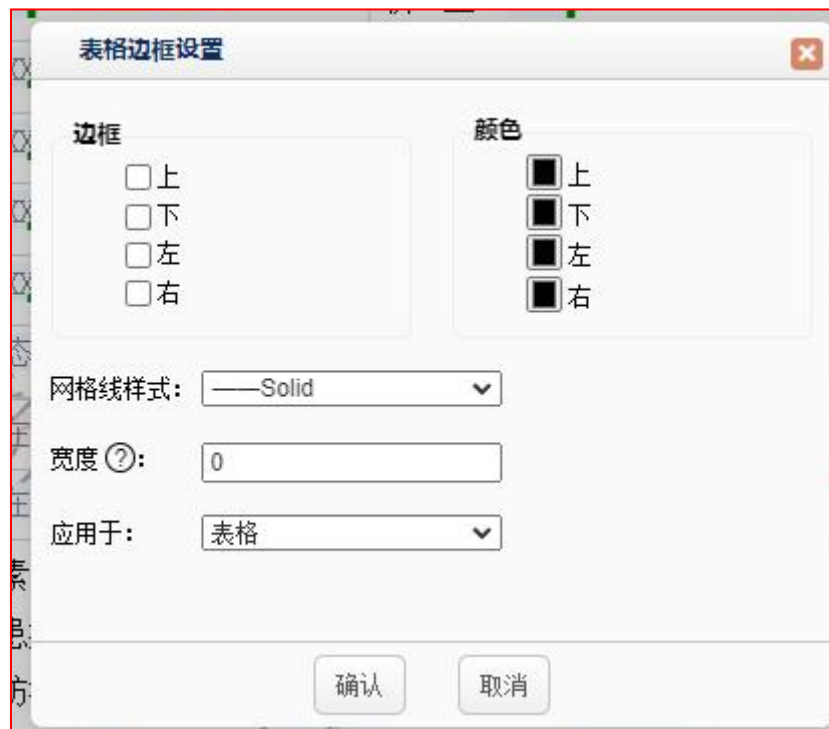 表格边框设置
边框
颜色
上
下
左
右
上
下
左
右
网格线样式：
——Solid
宽度?：
0
应用于：
表格
确认
取消